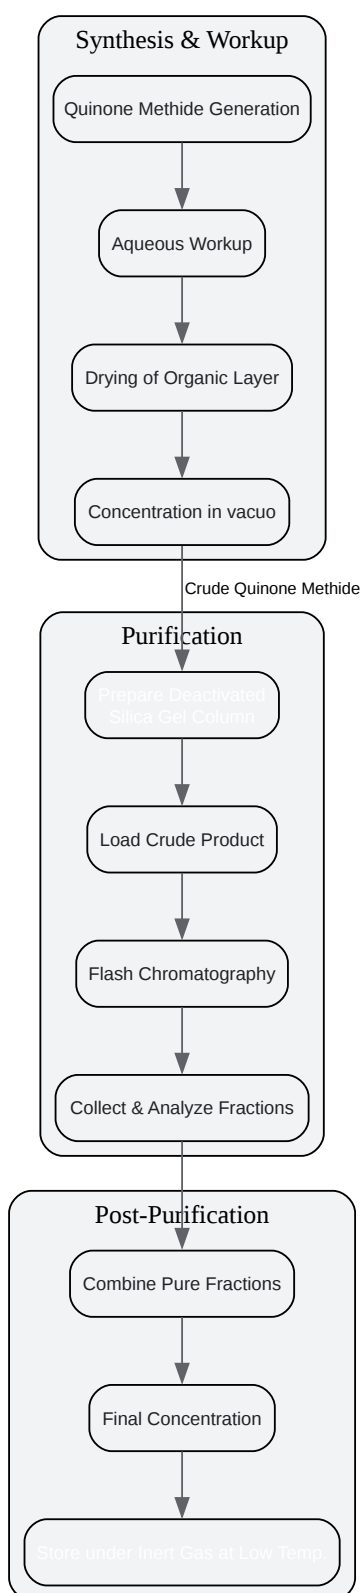 Synthesis & Workup
Quinone Methide Generation
Aqueous Workup
Drying of Organic Layer
Concentration in vacuo
Crude Quinone Methide
Purification
Prepare Deactivated
Silica Gel Column
Load Crude Product
Flash Chromatography
Collect & Analyze Fractions
Post-Purification
Combine Pure Fractions
Final Concentration
Store under Inert Gas at Low Temp.